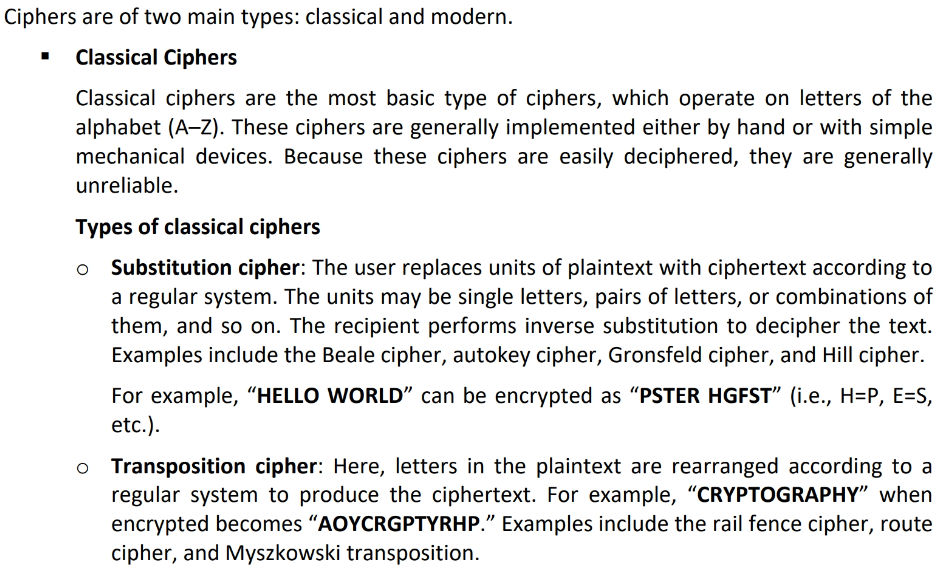 Ciphers are of two main types: classical and modern.
▪ Classical Ciphers
Classical ciphers are the most basic type of ciphers, which operate on letters of the
alphabet (A–Z). These ciphers are generally implemented either by hand or with simple
mechanical devices. Because these ciphers are easily deciphered, they are generally
unreliable.
Types of classical ciphers
o Substitution cipher: The user replaces units of plaintext with ciphertext according to
a regular system. The units may be single letters, pairs of letters, or combinations of
them, and so on. The recipient performs inverse substitution to decipher the text.
Examples include the Beale cipher, autokey cipher, Gronsfeld cipher, and Hill cipher.
For example, “HELLO WORLD” can be encrypted as “PSTER HGFST” (i.e., H=P, E=S,
etc.).
o Transposition cipher: Here, letters in the plaintext are rearranged according to a
regular system to produce the ciphertext. For example, “CRYPTOGRAPHY” when
encrypted becomes “AOYCRGPTYRHP.” Examples include the rail fence cipher, route
cipher, and Myszkowski transposition.